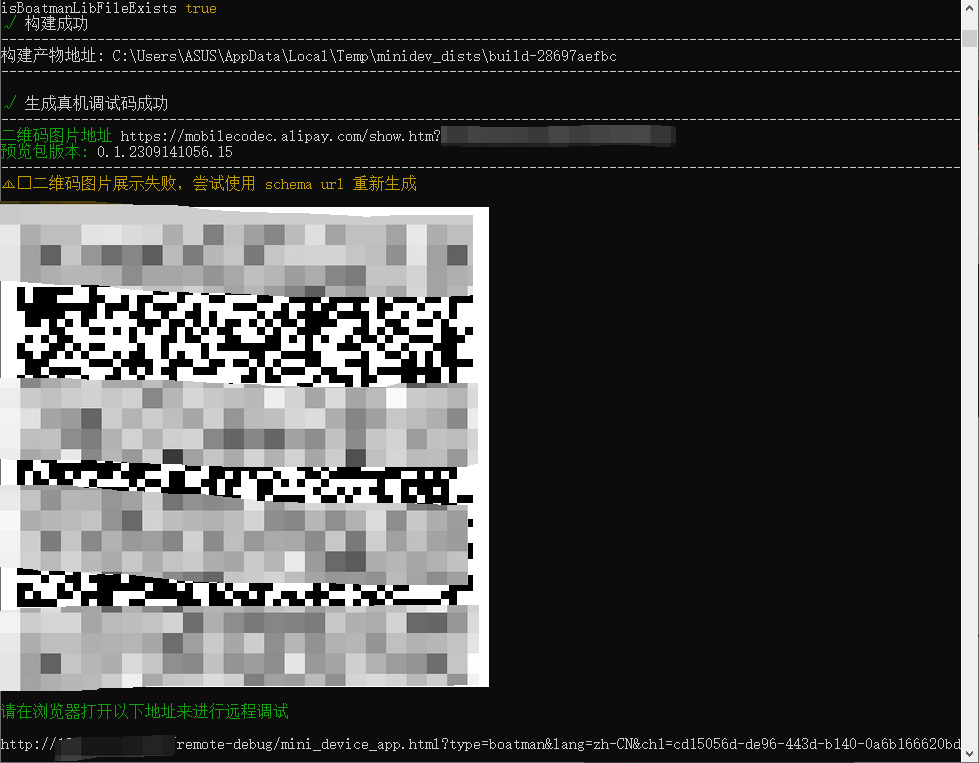 isBoatmanLibFileExists true
✓ 构建成功
构建产物地址: C:\Users\ASUS\AppData\Local\Temp\minidev_dists\build-28697aefbc
✓ 生成真机调试码成功
二维码图片地址 https://mobilecodec.alipay.com/show.htm?
预览包版本: 0.1.2309141056.15
⚠□二维码图片展示失败，尝试使用 schema url 重新生成
请在浏览器打开以下地址来进行远程调试
http:// remote-debug/mini_device_app.html?type=boatman&lang=zh-CN&ch1=cd15056d-de96-443d-b140-0a6b166620bd